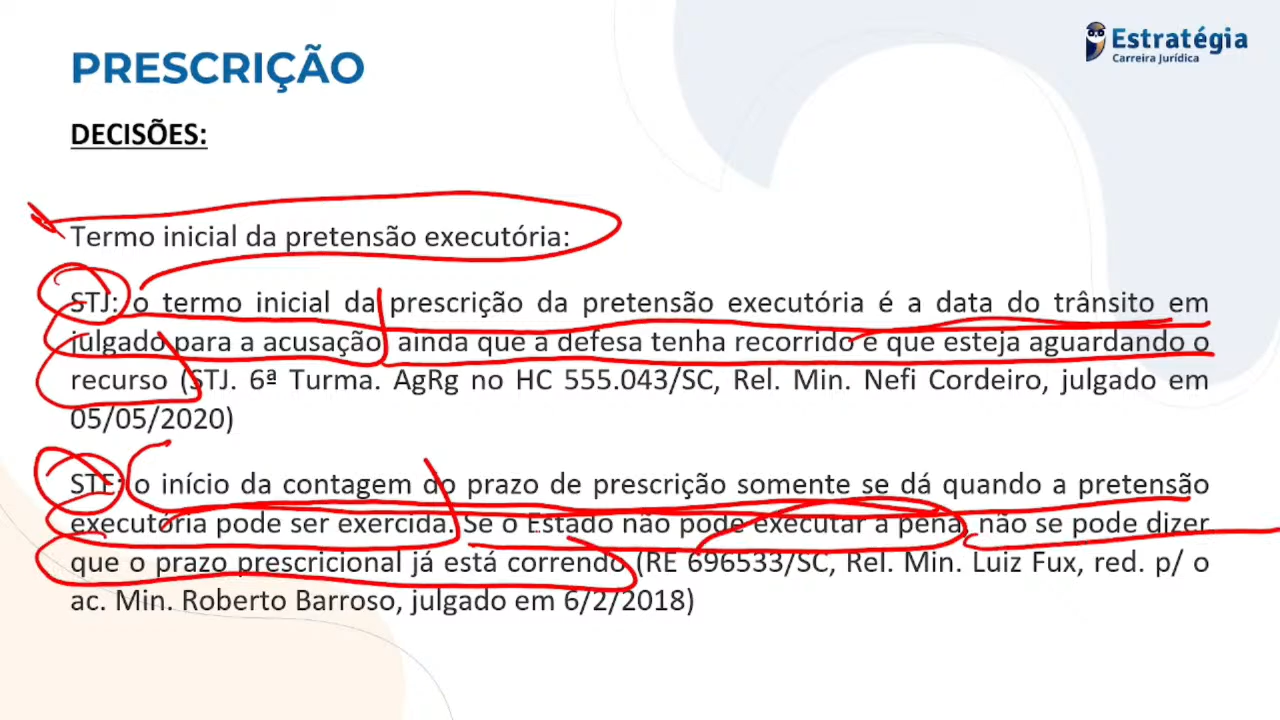 PRESCRIÇÃO
Estratégia
Carreira Jurídica
DECISÕES:
Termo inicial da pretensão executória:
STJ: o termo inicial da prescrição da pretensão executória é a data do trânsito em
julgado para a acusação, ainda que a defesa tenha recorrido e que esteja aguardando o
recurso (STJ. 6ª Turma. AgRg no HC 555.043/SC, Rel. Min. Nefi Cordeiro, julgado em
05/05/2020)
STF: o início da contagem do prazo de prescrição somente se dá quando a pretensão
executória pode ser exercida. Se o Estado não pode executar a pena, não se pode dizer
que o prazo prescricional já está correndo (RE 696533/SC, Rel. Min. Luiz Fux, red. p/ o
ac. Min. Roberto Barroso, julgado em 6/2/2018)